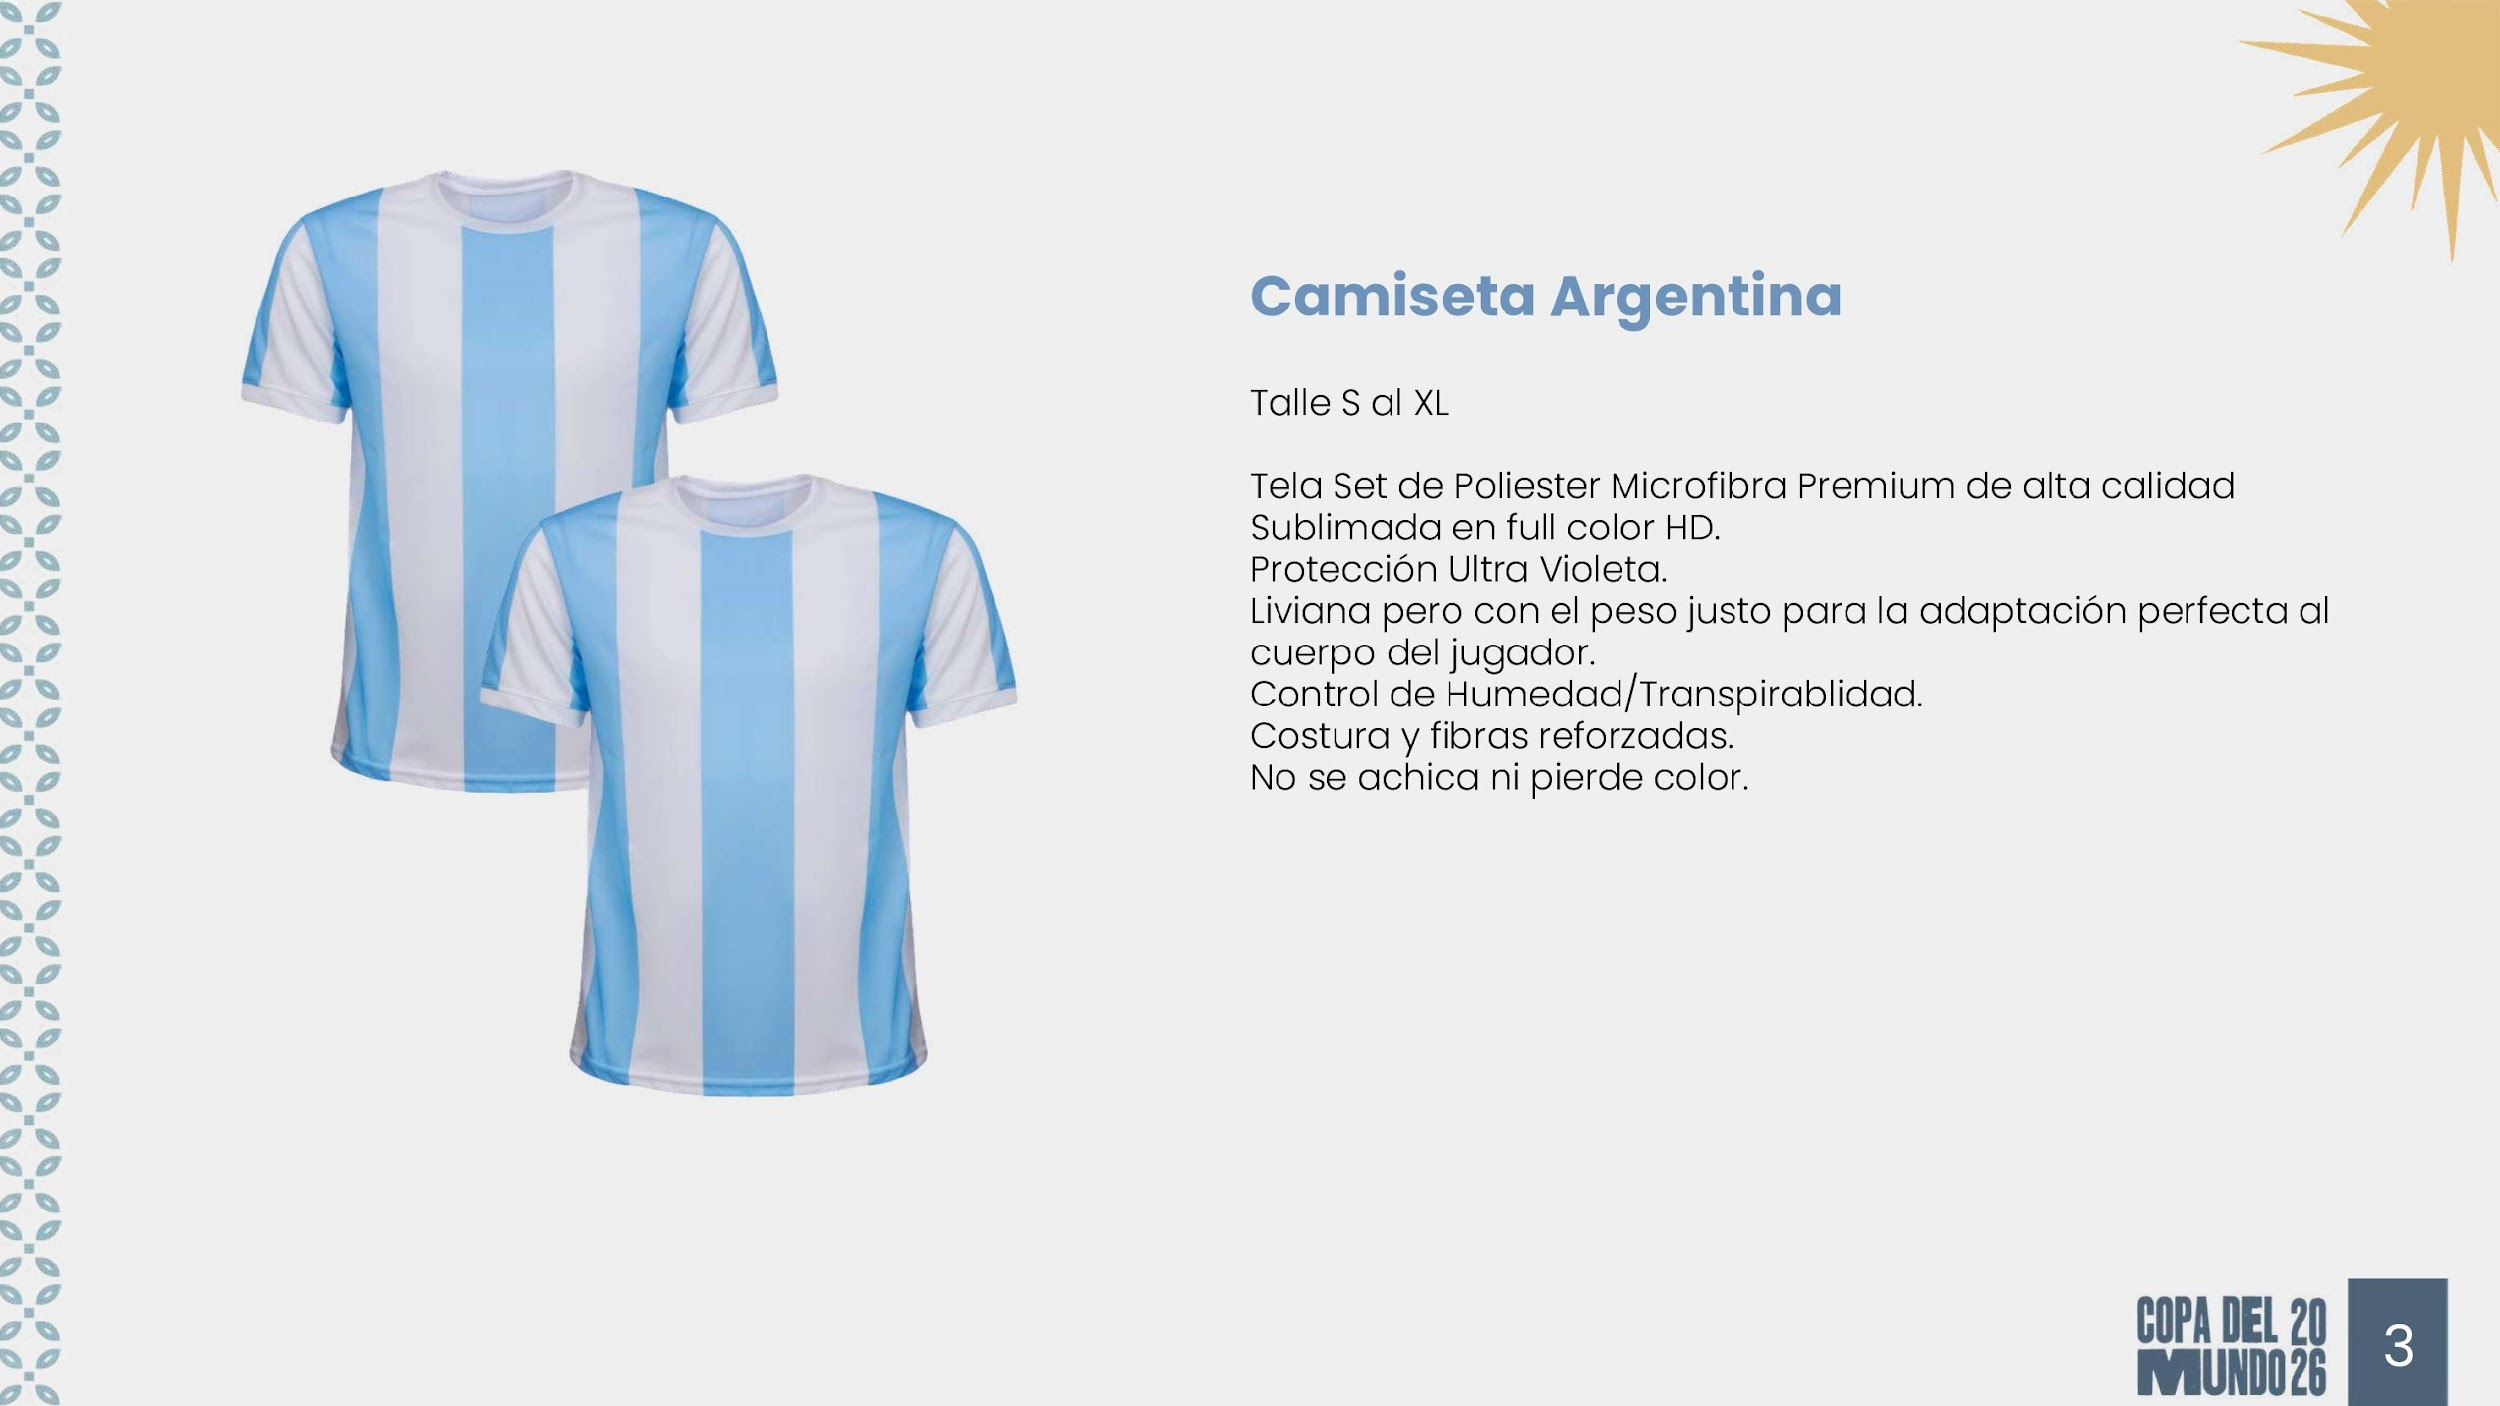 Camiseta Argentina
Talle S al XL
Tela Set de Poliester Microfibra Premium de alta calidad
Sublimada en full color HD.
Protección Ultra Violeta.
Liviana pero con el peso justo para la adaptación perfecta al
cuerpo del jugador.
Control de Humedad/Transpirablidad.
Costura y fibras reforzadas.
No se achica ni pierde color.
COPA DEL 20
MUNDO 26
3